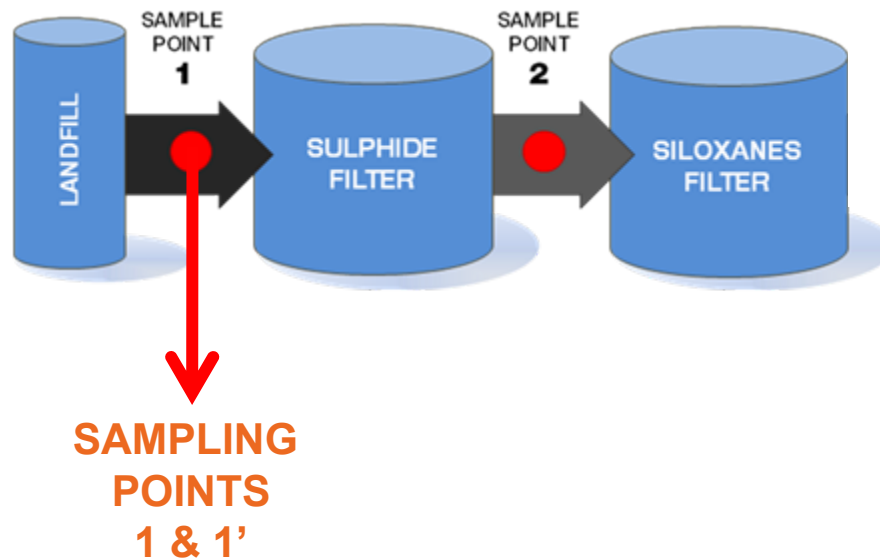 SAMPLE
POINT
1
SAMPLE
POINT
2
LANDFILL
SULPHIDE
FILTER
SILOXANES
FILTER
SAMPLING
POINTS
1 & 1’